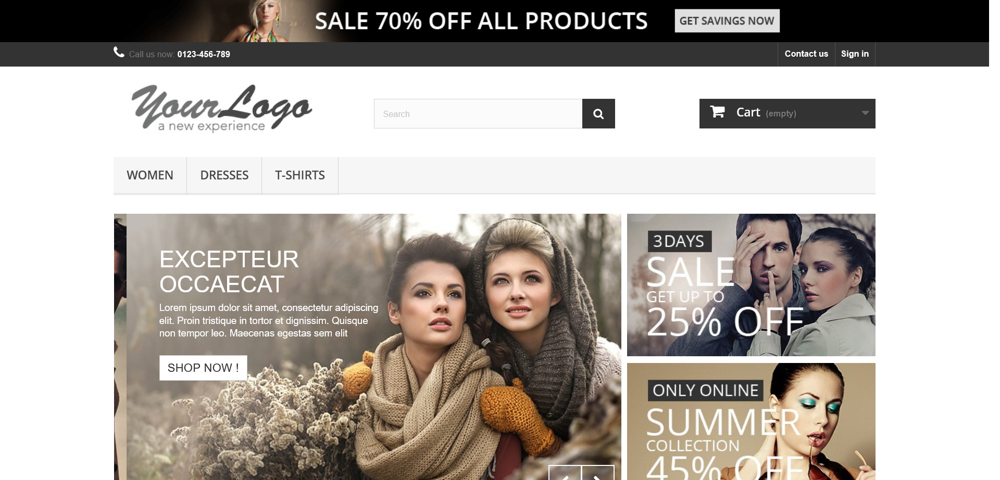 SALE 70% OFF ALL PRODUCTS
GET SAVINGS NOW
Call us now: 0123-456-789
Contact us
Sign in
YourLogo
a new experience
Search
Cart (empty)
WOMEN
DRESSES
T-SHIRTS
EXCEPTEUR
OCCAECAT
Lorem ipsum dolor sit amet, consectetur adipiscing
elit. Proin tristique in tortor et dignissim. Quisque
non tempor leo. Maecenas egestas sem elit
SHOP NOW !
3 DAYS
SALE
GET UP TO
25% OFF
ONLY ONLINE
SUMMER
COLLECTION
45% OFF